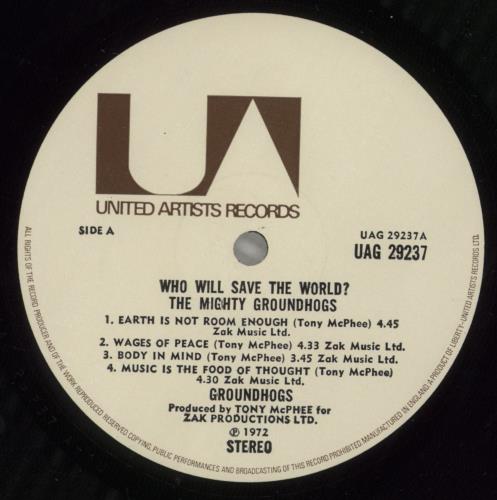 UA
UNITED ARTISTS RECORDS
SIDE A
UAG 29237A
UAG 29237
WHO WILL SAVE THE WORLD?
THE MIGHTY GROUNDHOGS
1. EARTH IS NOT ROOM ENOUGH (Tony McPhee) 4.45
Zak Music Ltd.
2. WAGES OF PEACE (Tony McPhee) 4.33 Zak Music Ltd.
3. BODY IN MIND (Tony McPhee) 3.45 Zak Music Ltd.
4. MUSIC IS THE FOOD OF THOUGHT (Tony McPhee)
4.30 Zak Music Ltd.
GROUNDHOGS
Produced by TONY McPHEE for
ZAK PRODUCTIONS LTD.
℗ 1972
STEREO
ALL RIGHTS OF THE RECORD PRODUCER AND OF THE WORK REPRODUCED RESERVED COPYING, PUBLIC PERFORMANCES AND BROADCASTING OF THIS RECORD PROHIBITED MANUFACTURED IN ENGLAND A PRODUCT OF LIBERTY-UNITED ARTISTS RECORDS LTD.